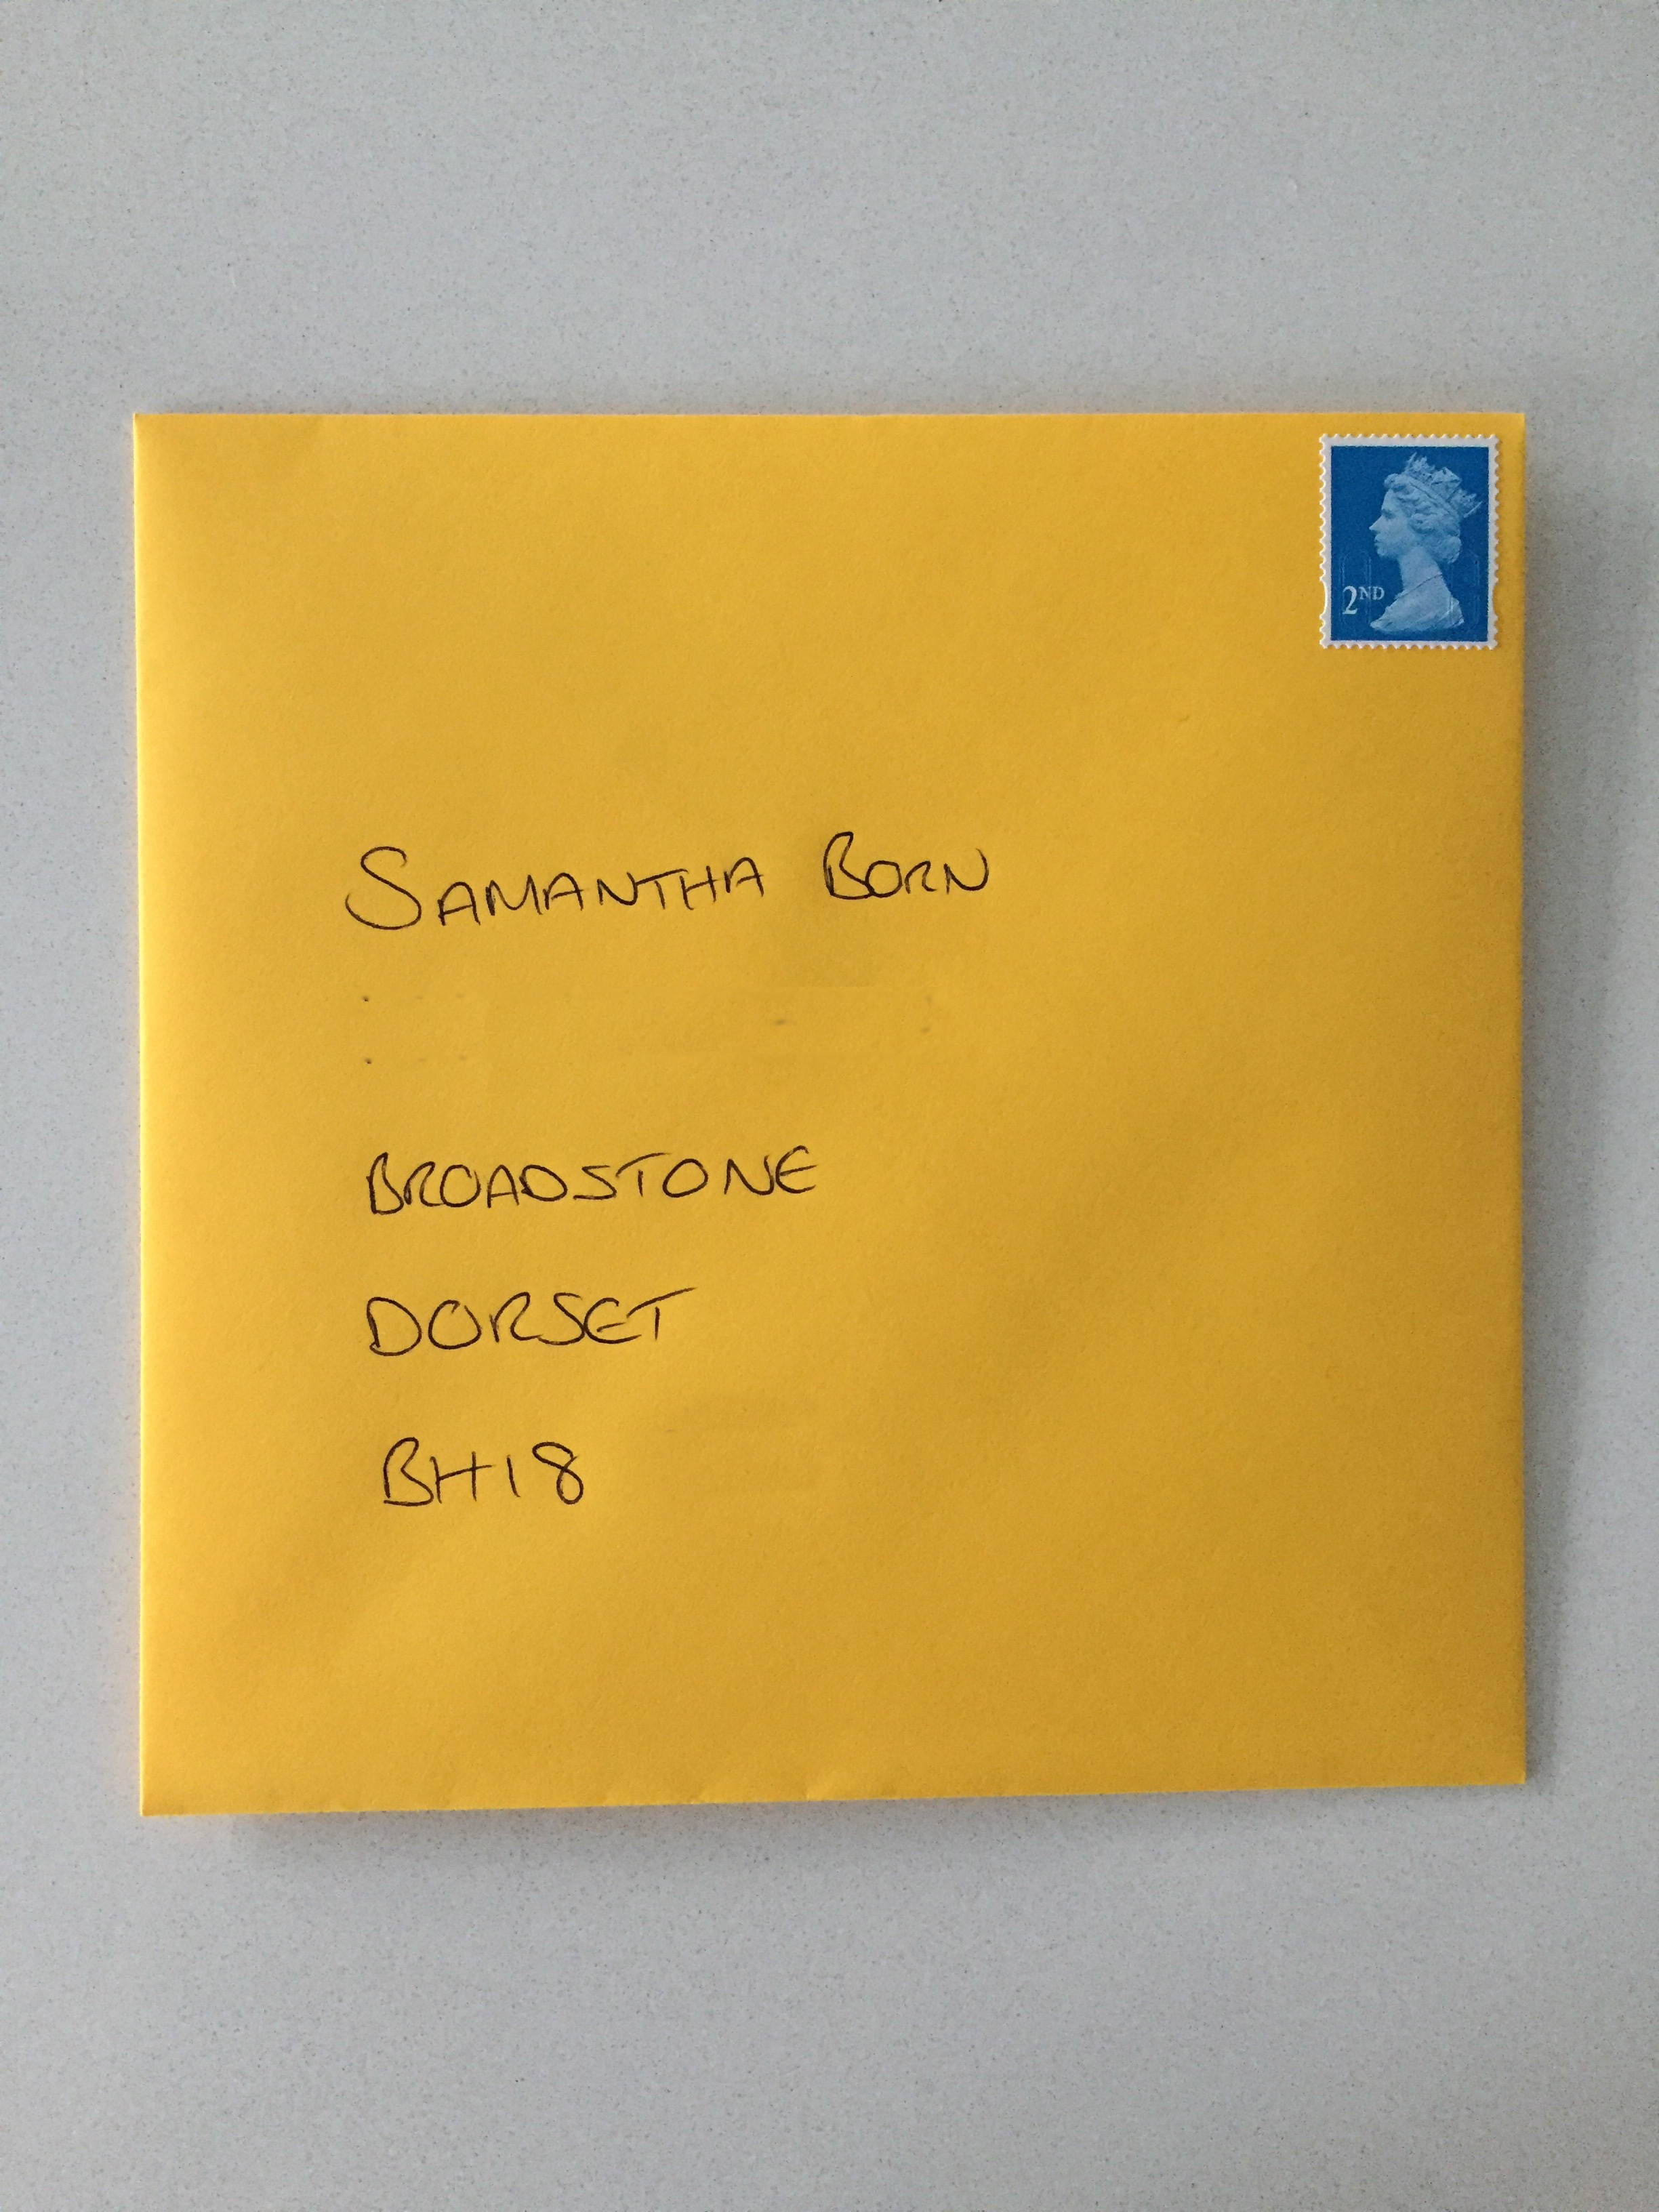 2ND
SAMANTHA BORN
BROADSTONE
DORSET
BH18